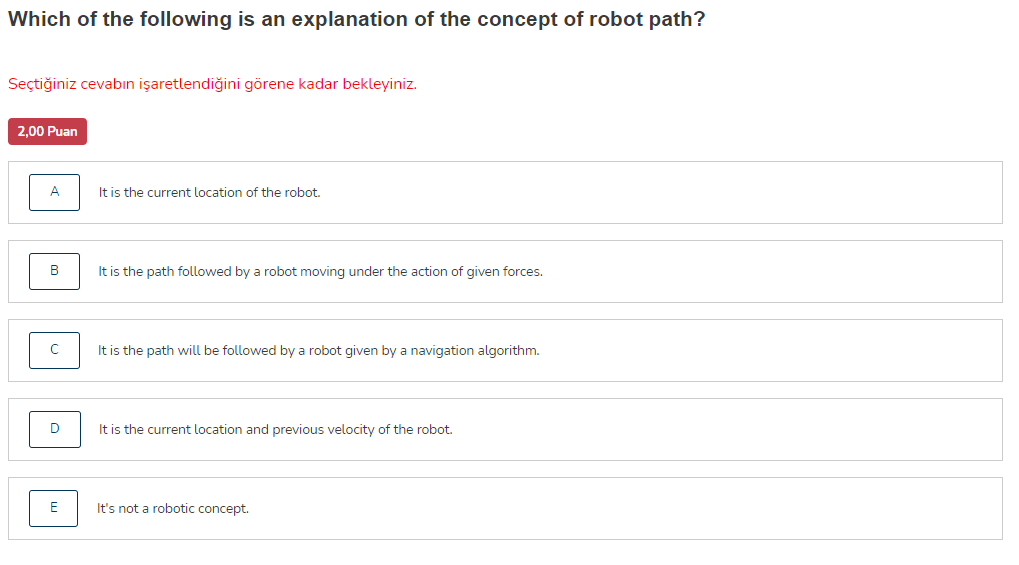 Which of the following is an explanation of the concept of robot path?
Seçtiğiniz cevabın işaretlendiğini görene kadar bekleyiniz.
2,00 Puan
A It is the current location of the robot.
B It is the path followed by a robot moving under the action of given forces.
C It is the path will be followed by a robot given by a navigation algorithm.
D It is the current location and previous velocity of the robot.
E It's not a robotic concept.